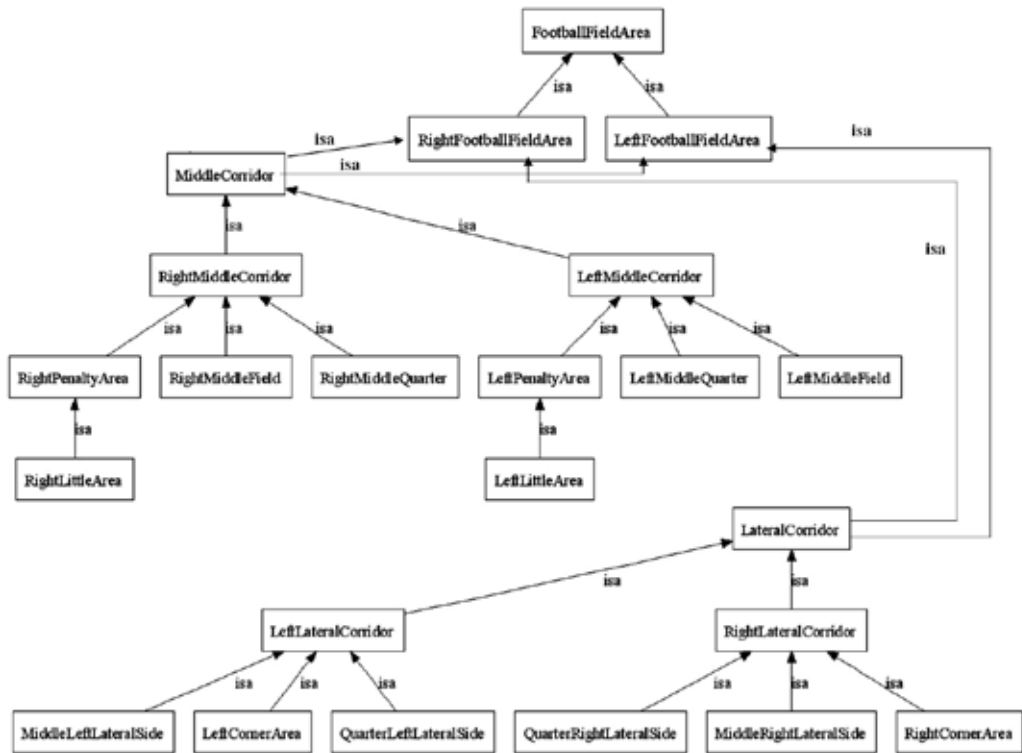 FootballFieldArea
isa
isa
RightFootballFieldArea
LeftFootballFieldArea
isa
isa
isa
MiddleCorridor
isa
isa
isa
RightMiddleCorridor
LeftMiddleCorridor
isa
isa
isa
isa
isa
isa
RightPenaltyArea
RightMiddleField
RightMiddleQuarter
LeftPenaltyArea
LeftMiddleQuarter
LeftMiddleField
isa
isa
RightLittleArea
LeftLittleArea
LateralCorridor
isa
isa
LeftLateralCorridor
RightLateralCorridor
isa
isa
isa
isa
isa
isa
MiddleLeftLateralSide
LeftCornerArea
QuarterLeftLateralSide
QuarterRightLateralSide
MiddleRightLateralSide
RightCornerArea